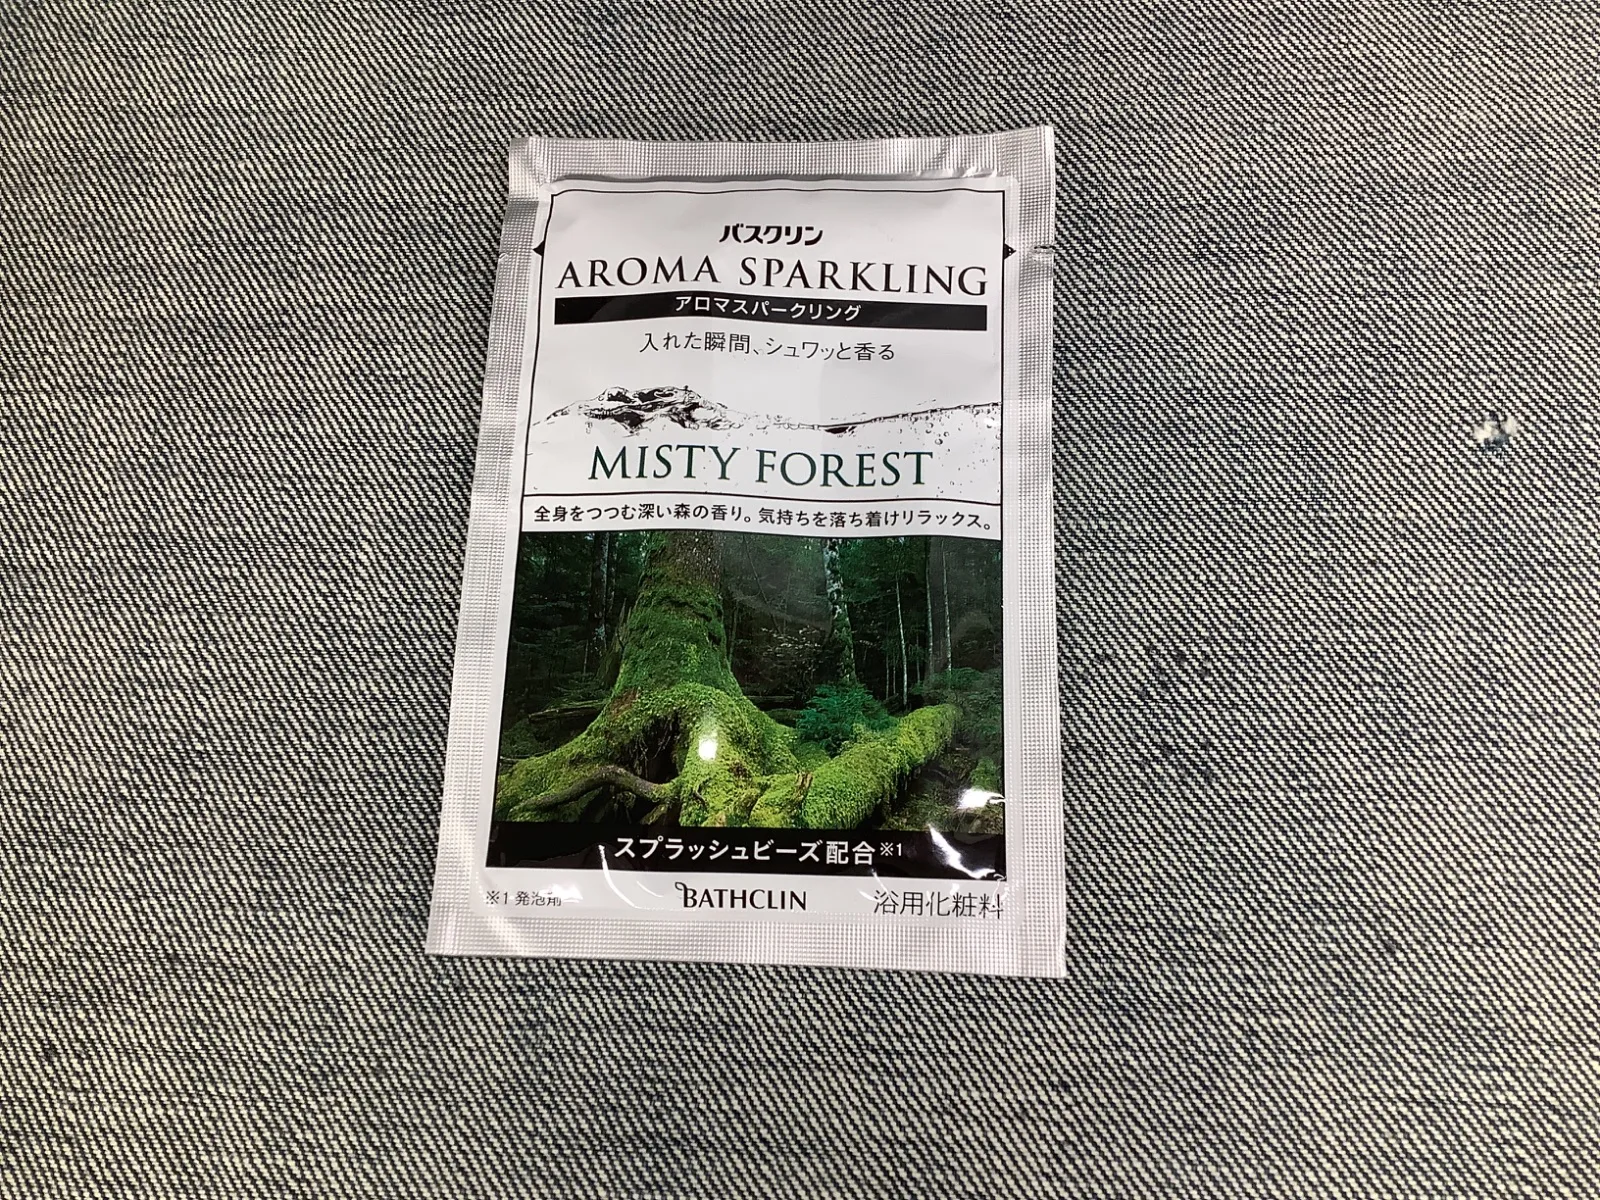 バスクリン
AROMA SPARKLING
アロマスパークリング
入れた瞬間、シュワッと香る
MISTY FOREST
全身をつつむ深い森の香り。気持ちを落ち着けリラックス。
スプラッシュビーズ配合※1
※1 発泡剤 BATHCLIN 浴用化粧料